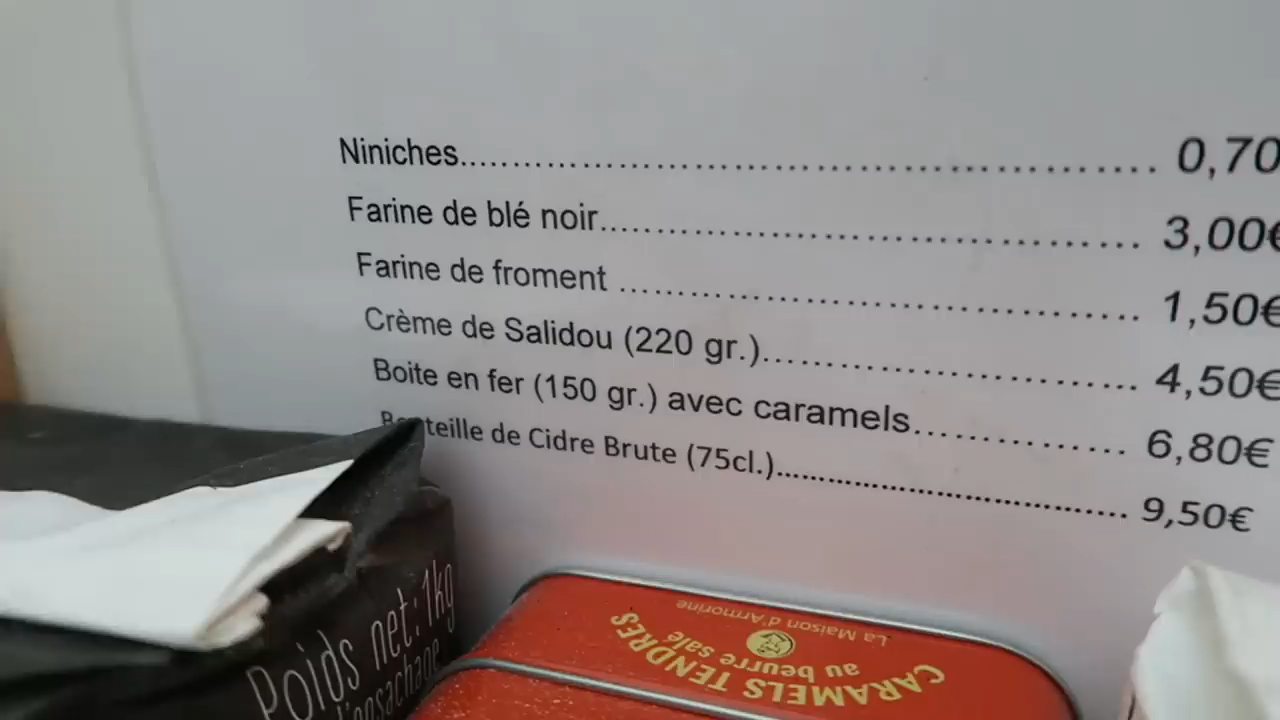 Niniches.......................................................... 0,70
Farine de blé noir............................................. 3,00€
Farine de froment ........................................... 1,50€
Crème de Salidou (220 gr.)............................... 4,50€
Boite en fer (150 gr.) avec caramels.................. 6,80€
Bouteille de Cidre Brute (75cl.)................................................ 9,50€
Poids net: 1kg
La Maison d'Armorine
au beurre salé
CARAMELS TENDRES